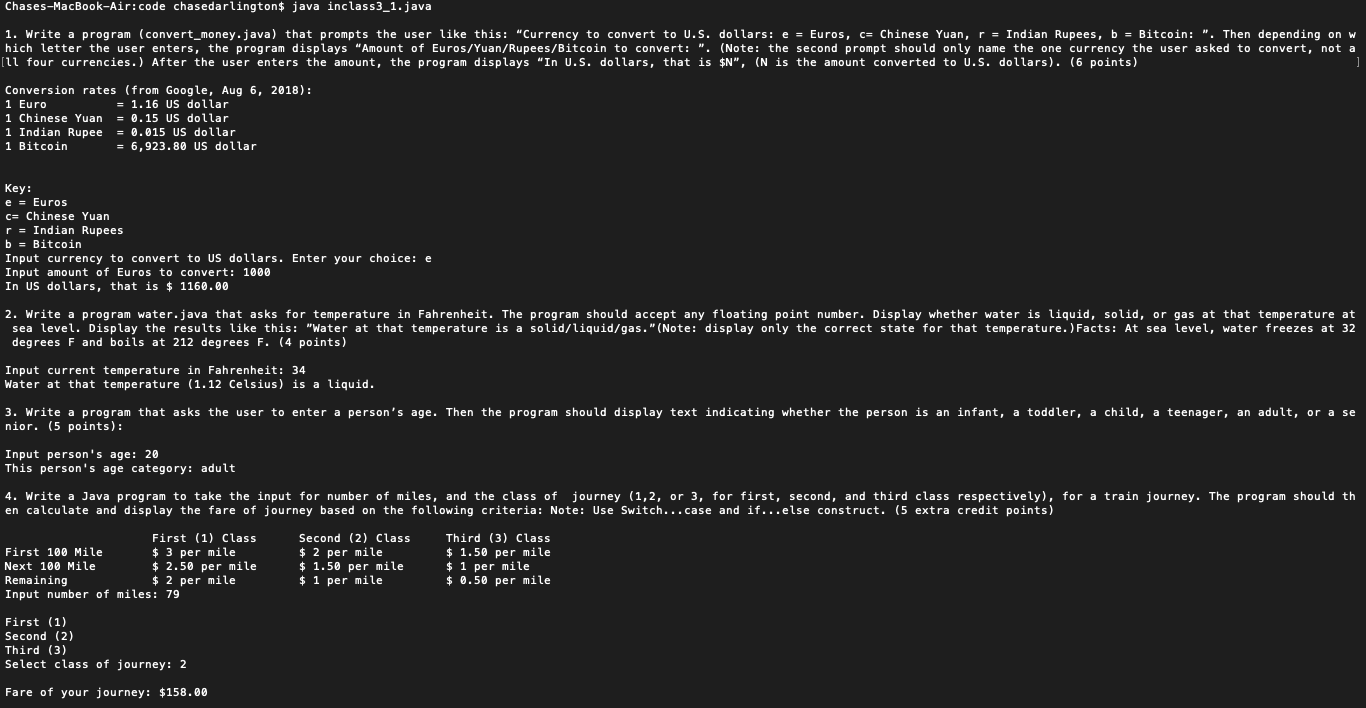 Chases-MacBook-Air:code chasedarlington$ java inclass3_1.java
1. Write a program (convert_money.java) that prompts the user like this: “Currency to convert to U.S. dollars: e = Euros, c= Chinese Yuan, r = Indian Rupees, b = Bitcoin: ”. Then depending on w
hich letter the user enters, the program displays “Amount of Euros/Yuan/Rupees/Bitcoin to convert: ”. (Note: the second prompt should only name the one currency the user asked to convert, not a
[ll four currencies.) After the user enters the amount, the program displays “In U.S. dollars, that is $N”, (N is the amount converted to U.S. dollars). (6 points) ]
Conversion rates (from Google, Aug 6, 2018):
1 Euro = 1.16 US dollar
1 Chinese Yuan = 0.15 US dollar
1 Indian Rupee = 0.015 US dollar
1 Bitcoin = 6,923.80 US dollar
Key:
e = Euros
c= Chinese Yuan
r = Indian Rupees
b = Bitcoin
Input currency to convert to US dollars. Enter your choice: e
Input amount of Euros to convert: 1000
In US dollars, that is $ 1160.00
2. Write a program water.java that asks for temperature in Fahrenheit. The program should accept any floating point number. Display whether water is liquid, solid, or gas at that temperature at
sea level. Display the results like this: ”Water at that temperature is a solid/liquid/gas.”(Note: display only the correct state for that temperature.)Facts: At sea level, water freezes at 32
degrees F and boils at 212 degrees F. (4 points)
Input current temperature in Fahrenheit: 34
Water at that temperature (1.12 Celsius) is a liquid.
3. Write a program that asks the user to enter a person’s age. Then the program should display text indicating whether the person is an infant, a toddler, a child, a teenager, an adult, or a se
nior. (5 points):
Input person's age: 20
This person's age category: adult
4. Write a Java program to take the input for number of miles, and the class of  journey (1,2, or 3, for first, second, and third class respectively), for a train journey. The program should th
en calculate and display the fare of journey based on the following criteria: Note: Use Switch...case and if...else construct. (5 extra credit points)
First (1) Class Second (2) Class Third (3) Class
First 100 Mile $ 3 per mile $ 2 per mile $ 1.50 per mile
Next 100 Mile $ 2.50 per mile $ 1.50 per mile $ 1 per mile
Remaining $ 2 per mile $ 1 per mile $ 0.50 per mile
Input number of miles: 79
First (1)
Second (2)
Third (3)
Select class of journey: 2
Fare of your journey: $158.00